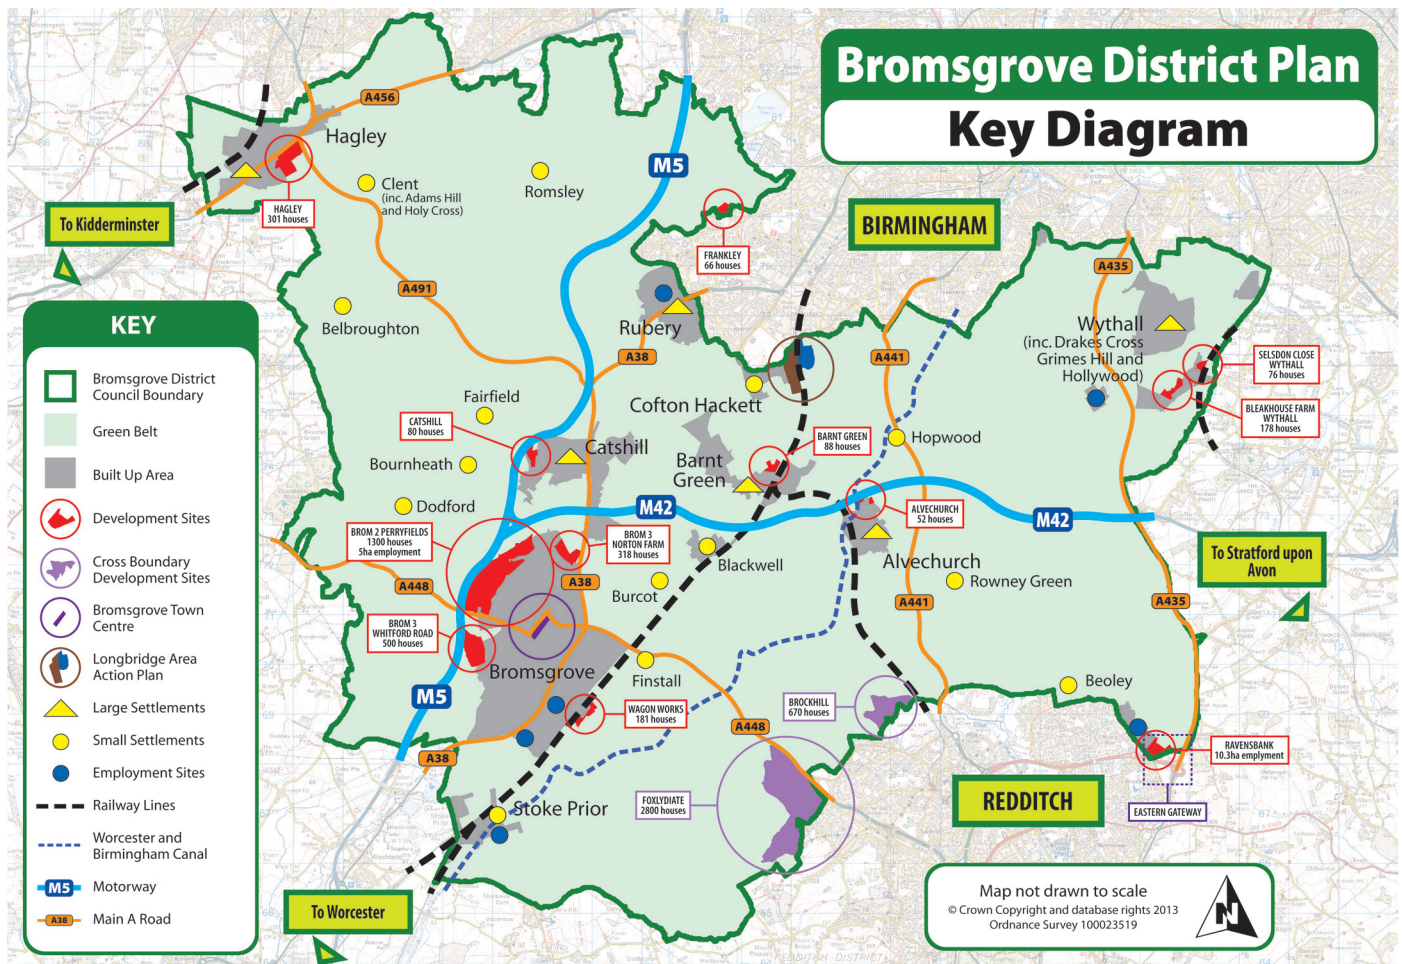 Bromsgrove District Plan
Key Diagram
A456
Hagley
M5
Clent
(inc. Adams Hill
and Holy Cross)
Romsley
HAGLEY
301 houses
To Kidderminster
FRANKLEY
66 houses
BIRMINGHAM
A435
A491
Belbroughton
Rubery
A38
A441
Wythall
(inc. Drakes Cross
Grimes Hill and
Hollywood)
SELSDON CLOSE
WYTHALL
76 houses
BLEAKHOUSE FARM
WYTHALL
178 houses
Fairfield
Cofton Hackett
CATSHILL
80 houses
Catshill
BARNT GREEN
88 houses
Hopwood
Bournheath
Barnt
Green
Dodford
M42
ALVECHURCH
52 houses
M42
BROM 2 PERRYFIELDS
1300 houses
5ha employment
BROM 3
NORTON FARM
318 houses
Blackwell
Alvechurch
To Stratford upon
Avon
A448
A38
Burcot
Rowney Green
A441
A435
BROM 3
WHITFORD ROAD
500 houses
Bromsgrove
Finstall
Beoley
M5
WAGON WORKS
181 houses
BROCKHILL
670 houses
A448
A38
RAVENSBANK
10.3ha emplyment
Stoke Prior
FOXLYDIATE
2800 houses
REDDITCH
EASTERN GATEWAY
To Worcester
KEY
Bromsgrove District
Council Boundary
Green Belt
Built Up Area
Development Sites
Cross Boundary
Development Sites
Bromsgrove Town
Centre
Longbridge Area
Action Plan
Large Settlements
Small Settlements
Employment Sites
Railway Lines
Worcester and
Birmingham Canal
M5 Motorway
A38 Main A Road
Map not drawn to scale
© Crown Copyright and database rights 2013
Ordnance Survey 100023519
N